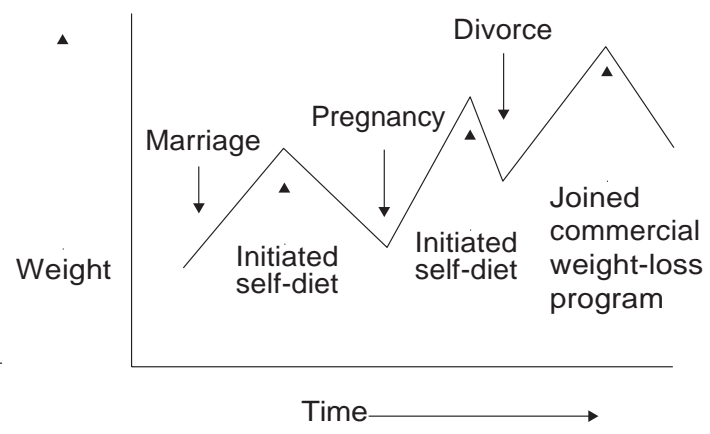 Divorce
Pregnancy
Marriage
Joined
commercial
weight-loss
program
Initiated
self-diet
Initiated
self-diet
Weight
Time